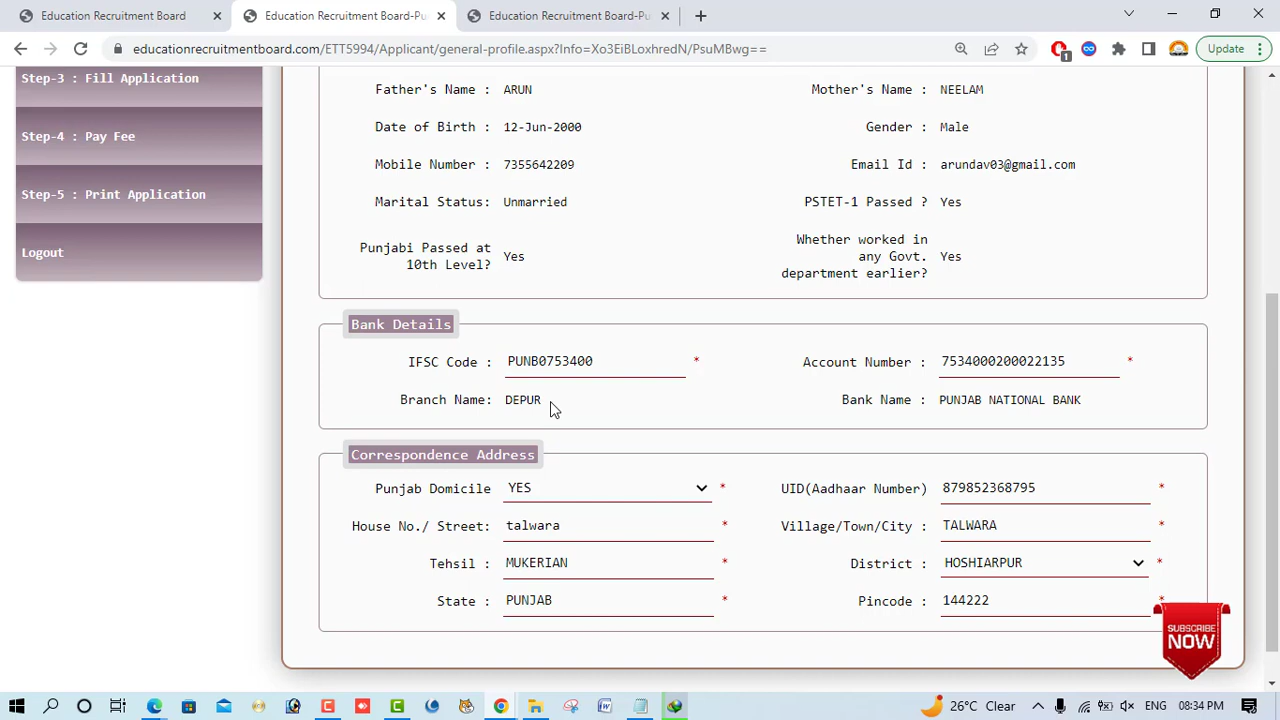 Education Recruitment Board
Education Recruitment Board-Pu
Education Recruitment Board-Pu
educationrecruitmentboard.com/ETT5994/Applicant/general-profile.aspx?Info=Xo3EiBLoxhredN/PsuMBwg==
1
Update
Step-3 : Fill Application
Step-4 : Pay Fee
Step-5 : Print Application
Logout
Father's Name : ARUN
Mother's Name : NEELAM
Date of Birth : 12-Jun-2000
Gender : Male
Mobile Number : 7355642209
Email Id : arundav03@gmail.com
Marital Status: Unmarried
PSTET-1 Passed ? Yes
Punjabi Passed at
10th Level?
Yes
Whether worked in
any Govt.
department earlier?
Yes
Bank Details
IFSC Code : PUNB0753400 *
Account Number : 7534000200022135 *
Branch Name: DEPUR
Bank Name : PUNJAB NATIONAL BANK
Correspondence Address
Punjab Domicile YES *
UID(Aadhaar Number) 879852368795 *
House No./ Street: talwara *
Village/Town/City : TALWARA *
Tehsil : MUKERIAN *
District : HOSHIARPUR *
State : PUNJAB *
Pincode : 144222
SUBSCRIBE
NOW
26°C Clear
08:34 PM